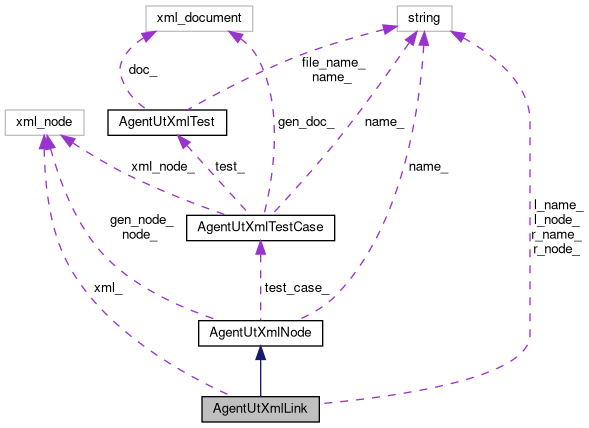 xml_document
string
doc_
file_name_
name_
xml_node
AgentUtXmlTest
gen_doc_
name_
xml_node_
test_
name_
l_name_
l_node_
r_name_
r_node_
gen_node_
node_
AgentUtXmlTestCase
xml_
test_case_
AgentUtXmlNode
AgentUtXmlLink